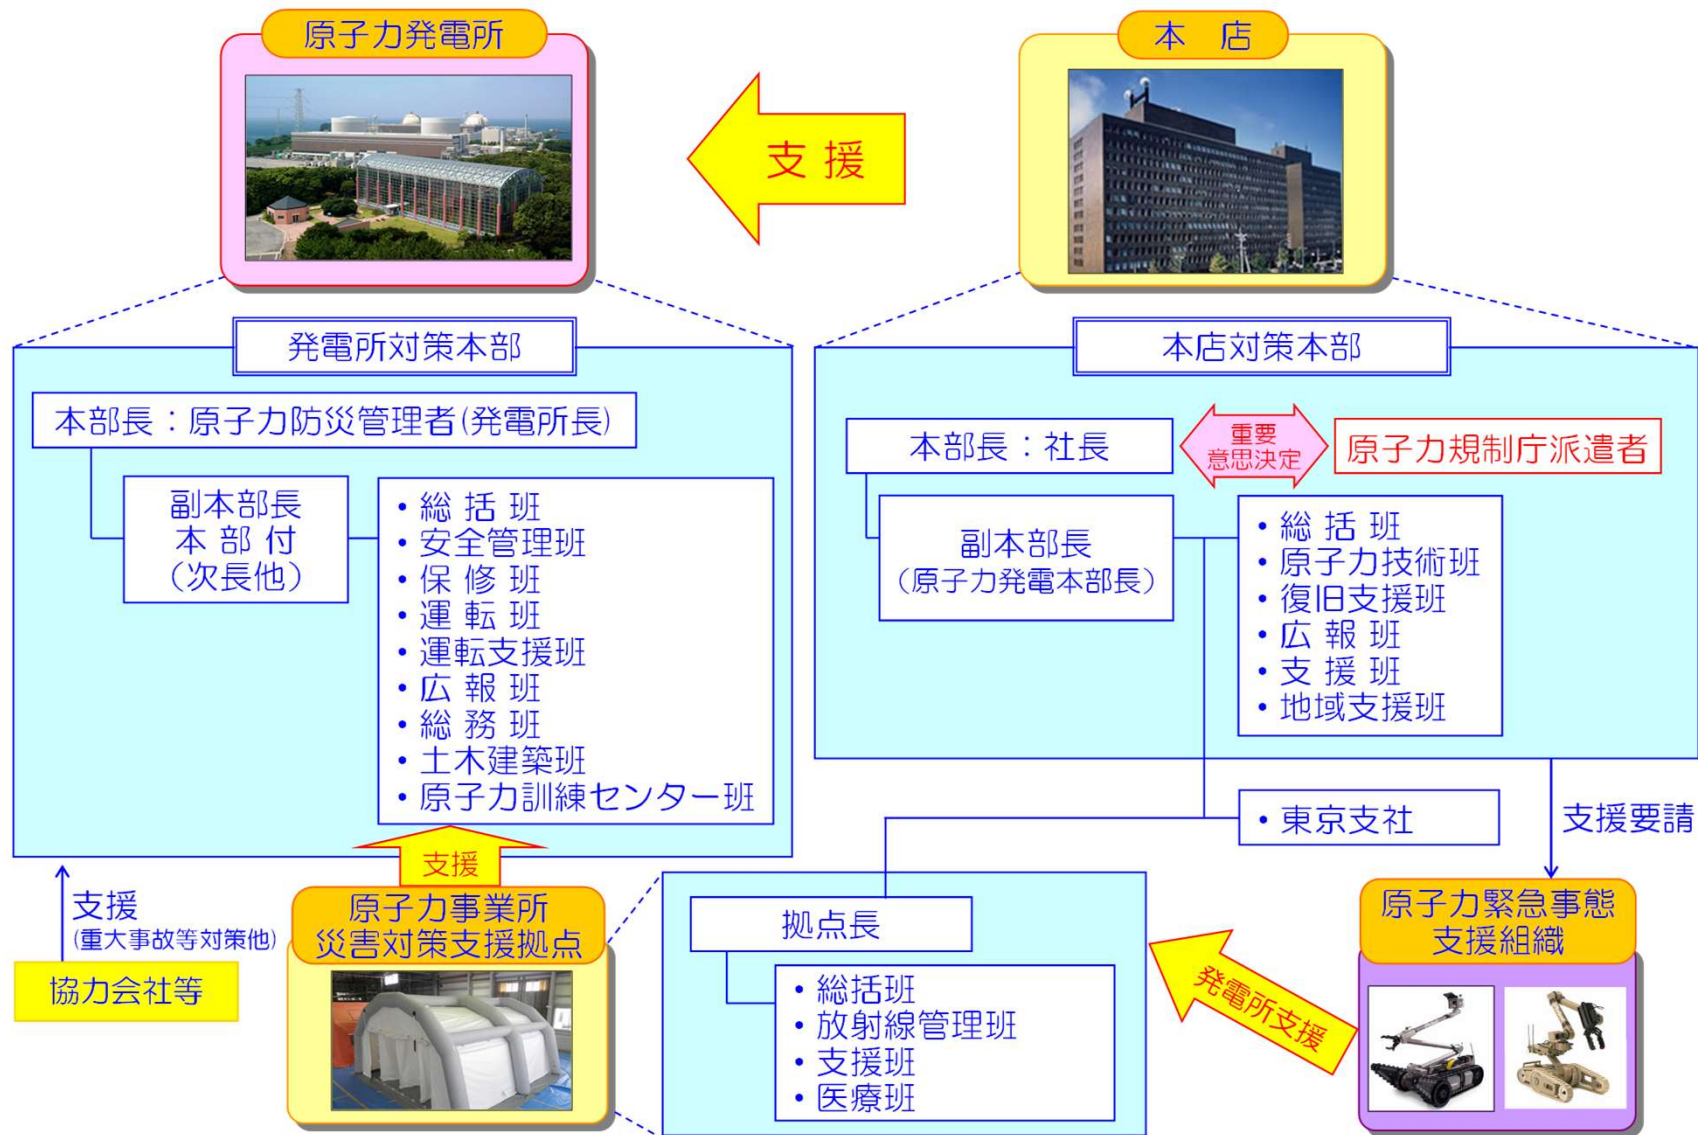 原子力発電所
本　店
支 援
発電所対策本部
本部長：原子力防災管理者(発電所長)
副本部長
本 部 付
（次長他）
・総 括 班
・安全管理班
・保 修 班
・運 転 班
・運転支援班
・広 報 班
・総 務 班
・土木建築班
・原子力訓練センター班
本店対策本部
本部長：社長
重要
意思決定
原子力規制庁派遣者
副本部長
（原子力発電本部長）
・総 括 班
・原子力技術班
・復旧支援班
・広 報 班
・支 援 班
・地域支援班
・東京支社
支援要請
支援
(重大事故等対策他)
協力会社等
支援
原子力事業所
災害対策支援拠点
拠点長
・総括班
・放射線管理班
・支援班
・医療班
発電所支援
原子力緊急事態
支援組織